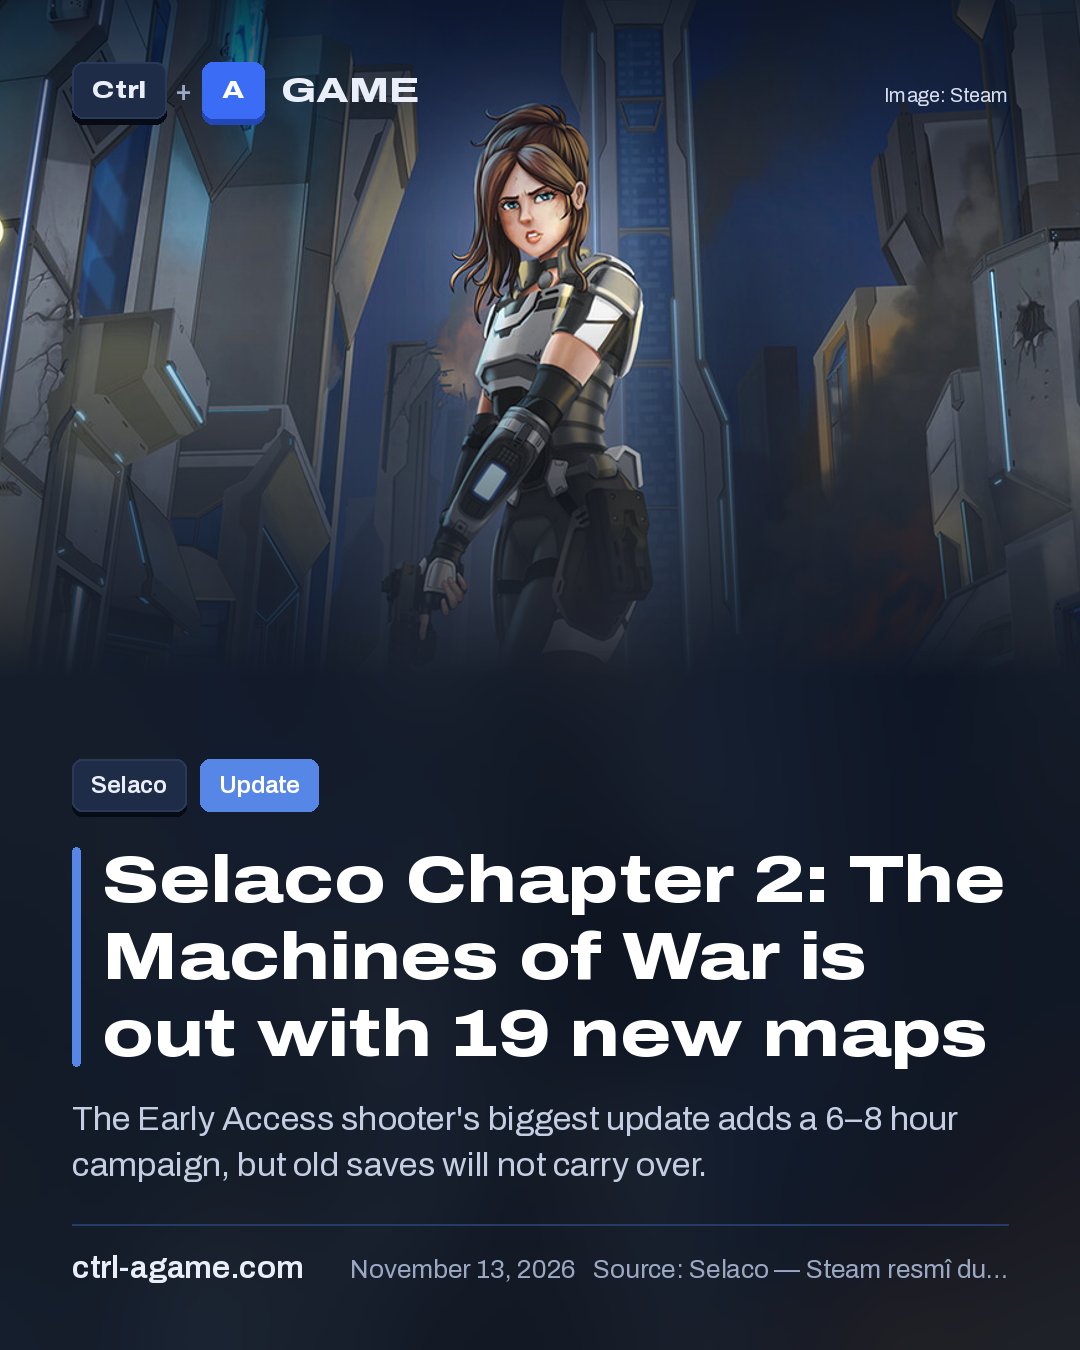 Ctrl + A GAME
Image: Steam
Selaco Update
Selaco Chapter 2: The
Machines of War is
out with 19 new maps
The Early Access shooter's biggest update adds a 6–8 hour
campaign, but old saves will not carry over.
ctrl-agame.com November 13, 2026 Source: Selaco — Steam resmî du...